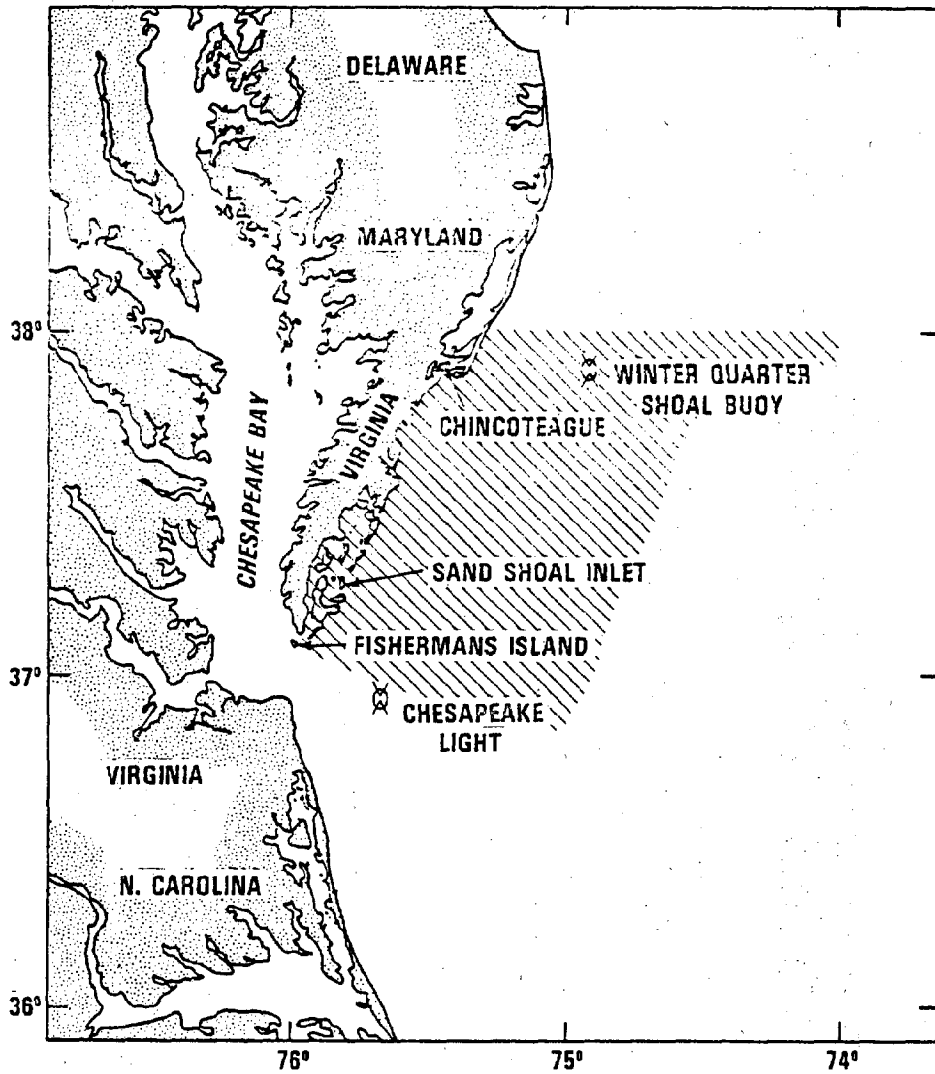 DELAWARE
MARYLAND
38°
WINTER QUARTER
SHOAL BUOY
CHINCOTEAGUE
VIRGINIA
CHESAPEAKE BAY
SAND SHOAL INLET
FISHERMANS ISLAND
37°
CHESAPEAKE
LIGHT
VIRGINIA
N. CAROLINA
36°
76°
75°
74°